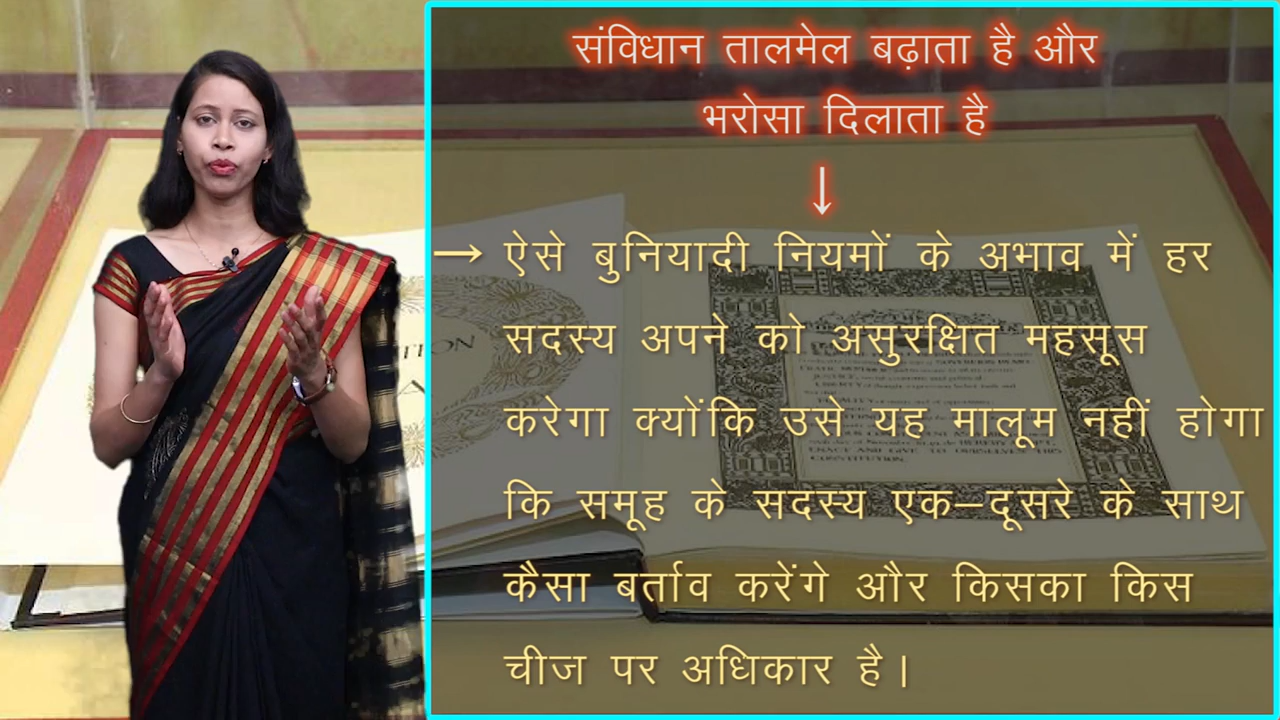 संविधान तालमेल बढ़ाता है और
भरोसा दिलाता है
↓
→ ऐसे बुनियादी नियमों के अभाव में हर
सदस्य अपने को असुरक्षित महसूस
करेगा क्योंकि उसे यह मालूम नहीं होगा
कि समूह के सदस्य एक–दूसरे के साथ
कैसा बर्ताव करेंगे और किसका किस
चीज पर अधिकार है।